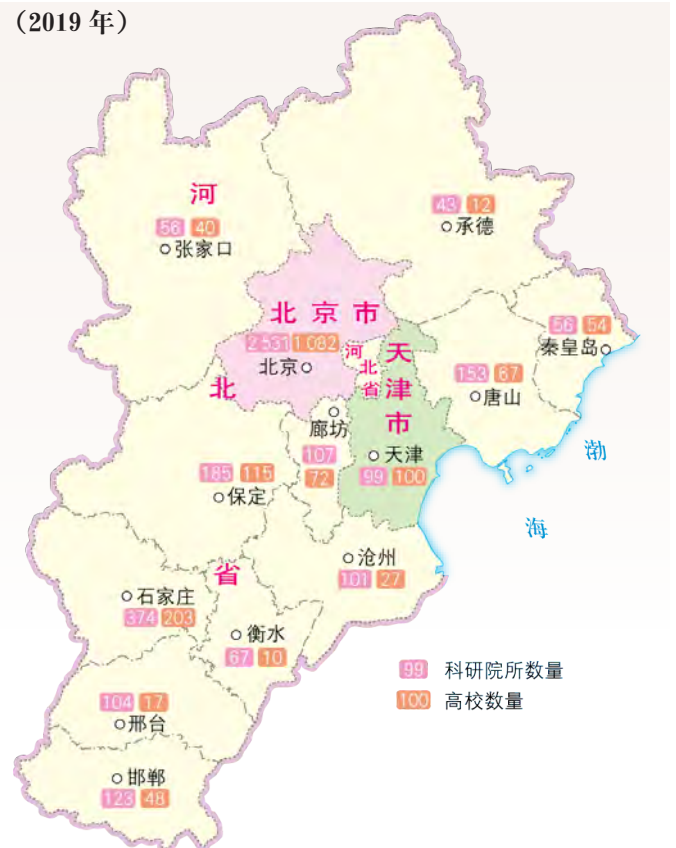 （2019 年）
河
56 40
张家口
43 12
承德
北京市
2 531 1 082
北京
河北省
天津市
56 54
秦皇岛
153 67
唐山
北
廊坊
107
72
天津
99 100
渤
185 115
保定
海
沧州
101 27
省
石家庄
374 203
衡水
67 10
99 科研院所数量
100 高校数量
104 17
邢台
邯郸
123 48